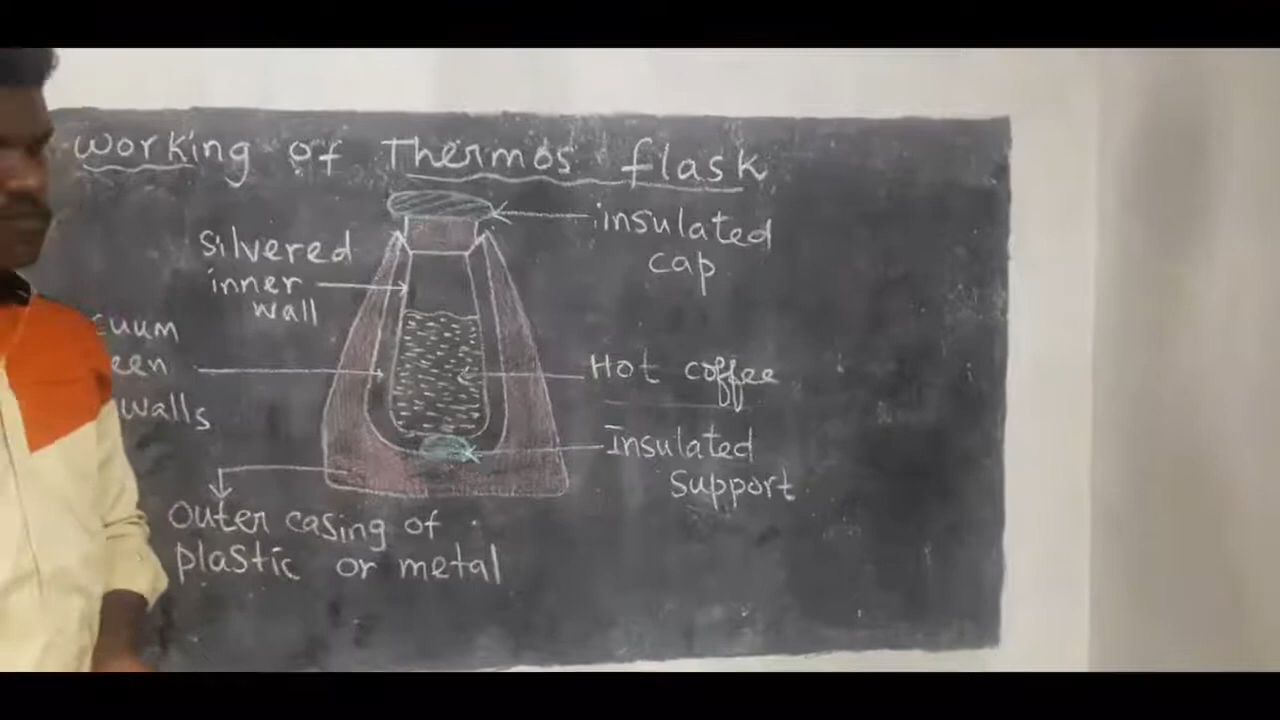 Working of Thermos flask
insulated
cap
Silvered
inner
wall
Hot coffee
walls
Insulated
Support
Outer casing of
plastic or metal